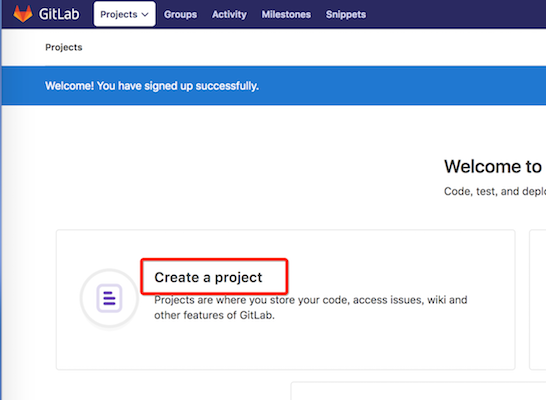 GitLab Projects Groups Activity Milestones Snippets
Projects
Welcome! You have signed up successfully.
Welcome to
Code, test, and
Create a project
Projects are where you store your code, access issues, wiki and
other features of GitLab.